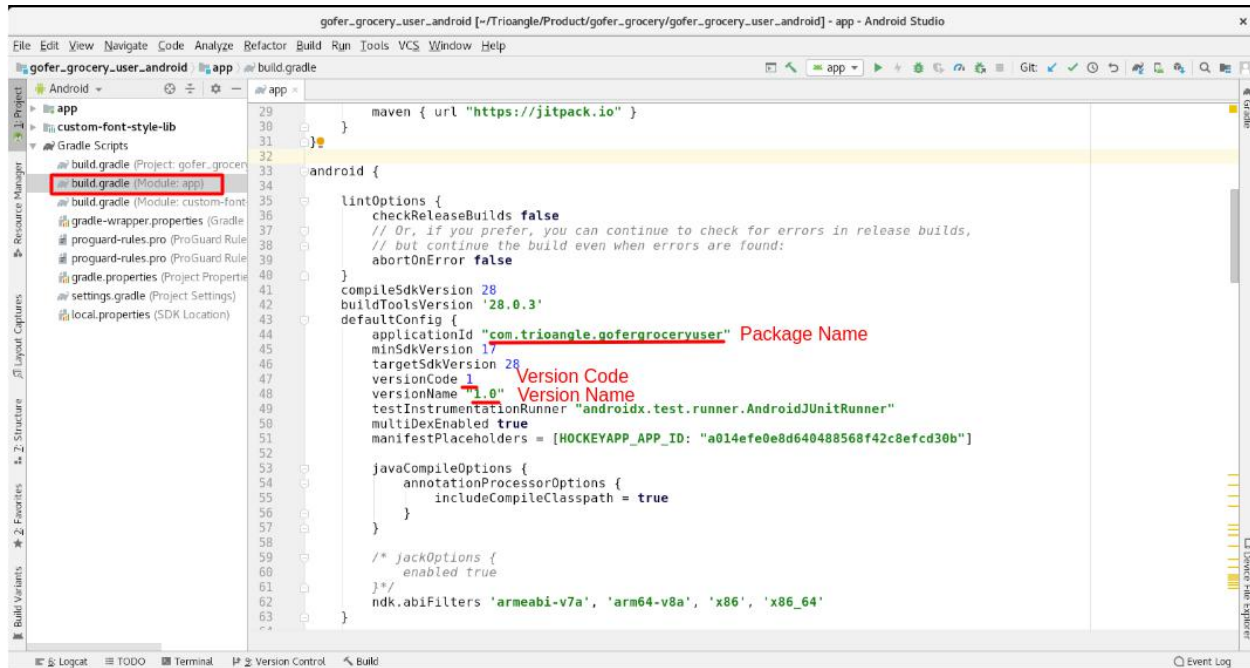 gofer_grocery_user_android [~/Trioangle/Product/gofer_grocery/gofer_grocery_user_android] - app - Android Studio
File Edit View Navigate Code Analyze Refactor Build Run Tools VCS Window Help
gofer_grocery_user_android app build.gradle
app Git:
Android
app
1: Project
Resource Manager
Layout Captures
7: Structure
2: Favorites
Build Variants
app
custom-font-style-lib
Gradle Scripts
build.gradle (Project: gofer_grocery
build.gradle (Module: app)
build.gradle (Module: custom-font-
gradle-wrapper.properties (Gradle
proguard-rules.pro (ProGuard Rule
proguard-rules.pro (ProGuard Rule
gradle.properties (Project Propertie
settings.gradle (Project Settings)
local.properties (SDK Location)
29 maven { url "https://jitpack.io" }
30 }
31 }
32
33 android {
34
35 lintOptions {
36 checkReleaseBuilds false
37 // Or, if you prefer, you can continue to check for errors in release builds,
38 // but continue the build even when errors are found:
39 abortOnError false
40 }
41 compileSdkVersion 28
42 buildToolsVersion '28.0.3'
43 defaultConfig {
44 applicationId "com.trioangle.gofergroceryuser" Package Name
45 minSdkVersion 17
46 targetSdkVersion 28
47 versionCode 1 Version Code
48 versionName "1.0" Version Name
49 testInstrumentationRunner "androidx.test.runner.AndroidJUnitRunner"
50 multiDexEnabled true
51 manifestPlaceholders = [HOCKEYAPP_APP_ID: "a014efe0e8d640488568f42c8efcd30b"]
52
53 javaCompileOptions {
54 annotationProcessorOptions {
55 includeCompileClasspath = true
56 }
57 }
58
59 /* jackOptions {
60 enabled true
61 }*/
62 ndk.abiFilters 'armeabi-v7a', 'arm64-v8a', 'x86', 'x86_64'
63 }
Gradle
Device File Explorer
6: Logcat TODO Terminal 9: Version Control Build Event Log